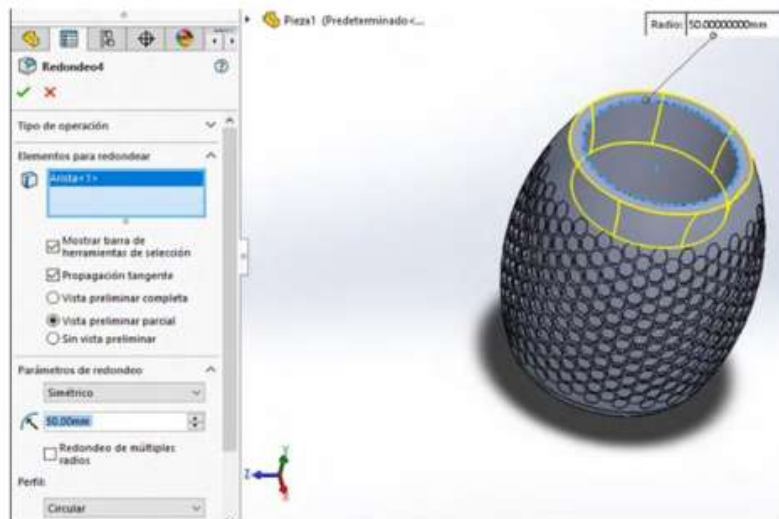 Pieza1 (Predeterminado<...
Radio: 50.00000000mm
Redondeo4
Tipo de operación
Elementos para redondear
Arista<1>
Mostrar barra de
herramientas de selección
Propagación tangente
Vista preliminar completa
Vista preliminar parcial
Sin vista preliminar
Parámetros de redondeo
Simétrico
50.00mm
Redondeo de múltiples
radios
Perfil:
Circular
Y
Z
X